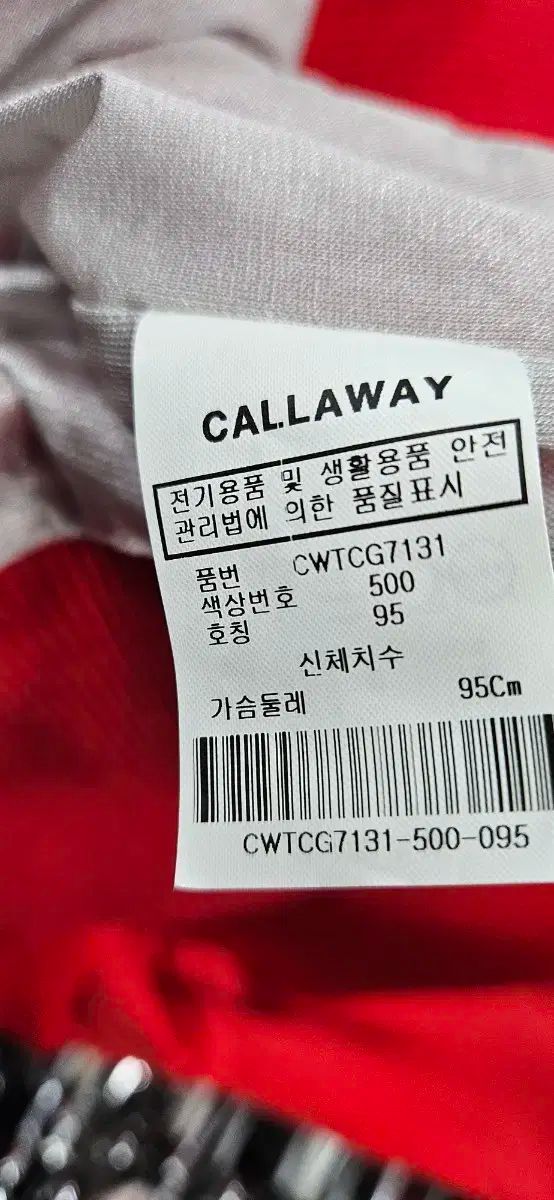 CALLAWAY
전기용품 및 생활용품 안전
관리법에 의한 품질표시
품번 CWTCG7131
색상번호 500
호칭 95
신체치수
가슴둘레 95Cm
CWTCG7131-500-095